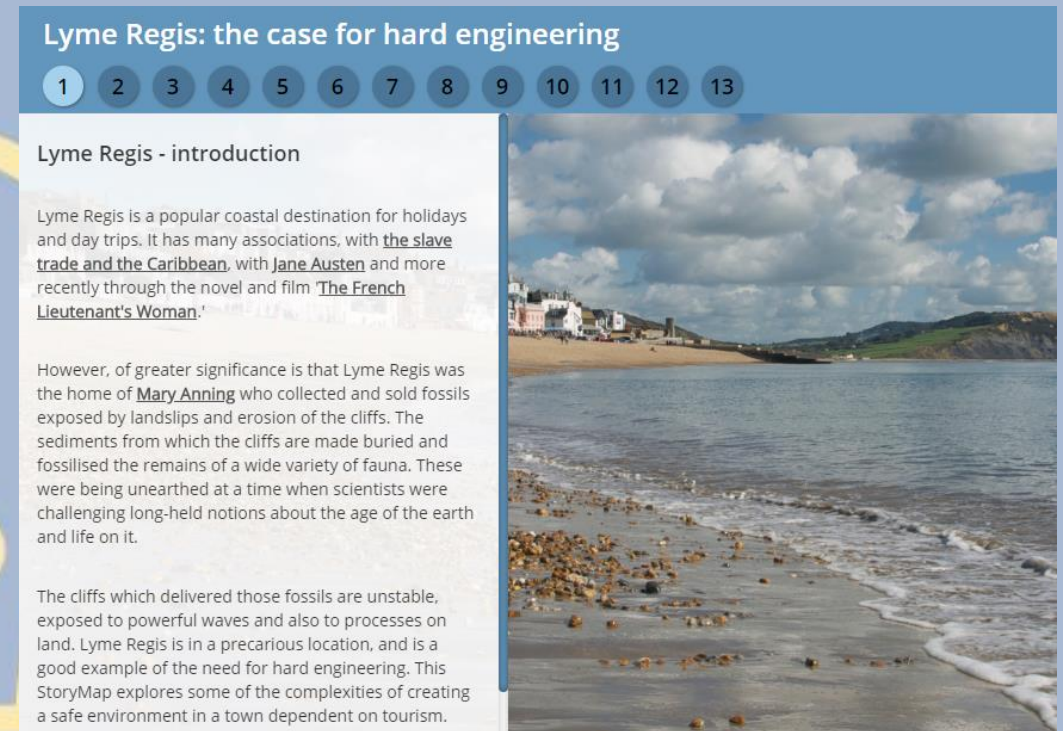 Lyme Regis: the case for hard engineering
1 2 3 4 5 6 7 8 9 10 11 12 13
Lyme Regis - introduction
Lyme Regis is a popular coastal destination for holidays
and day trips. It has many associations, with the slave
trade and the Caribbean, with Jane Austen and more
recently through the novel and film 'The French
Lieutenant's Woman.'
However, of greater significance is that Lyme Regis was
the home of Mary Anning who collected and sold fossils
exposed by landslips and erosion of the cliffs. The
sediments from which the cliffs are made buried and
fossilised the remains of a wide variety of fauna. These
were being unearthed at a time when scientists were
challenging long-held notions about the age of the earth
and life on it.
The cliffs which delivered those fossils are unstable,
exposed to powerful waves and also to processes on
land. Lyme Regis is in a precarious location, and is a
good example of the need for hard engineering. This
StoryMap explores some of the complexities of creating
a safe environment in a town dependent on tourism.